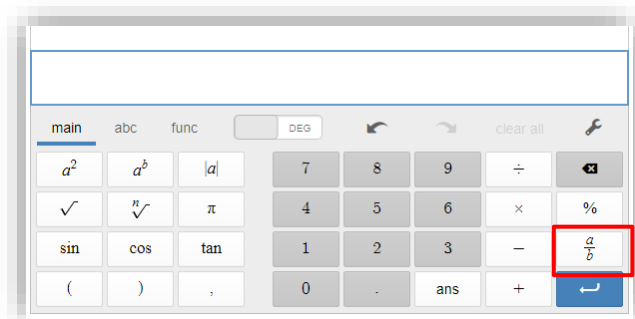 main abc func DEG clear all
a² aᵇ |a| 7 8 9 ÷
√ ⁿ√ π 4 5 6 × %
sin cos tan 1 2 3 − a/b
( ) , 0 . ans +